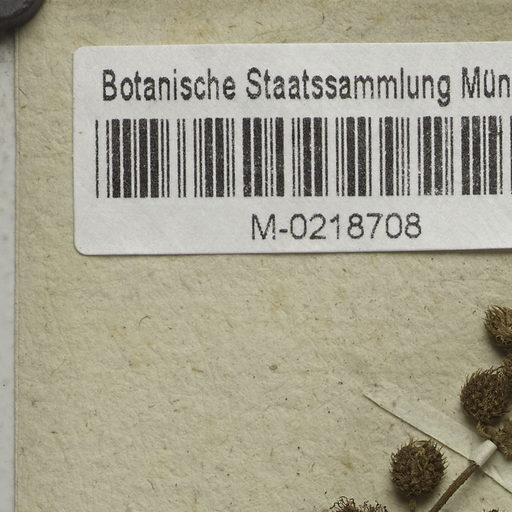 Botanische Staatssammlung Mün
M-0218708